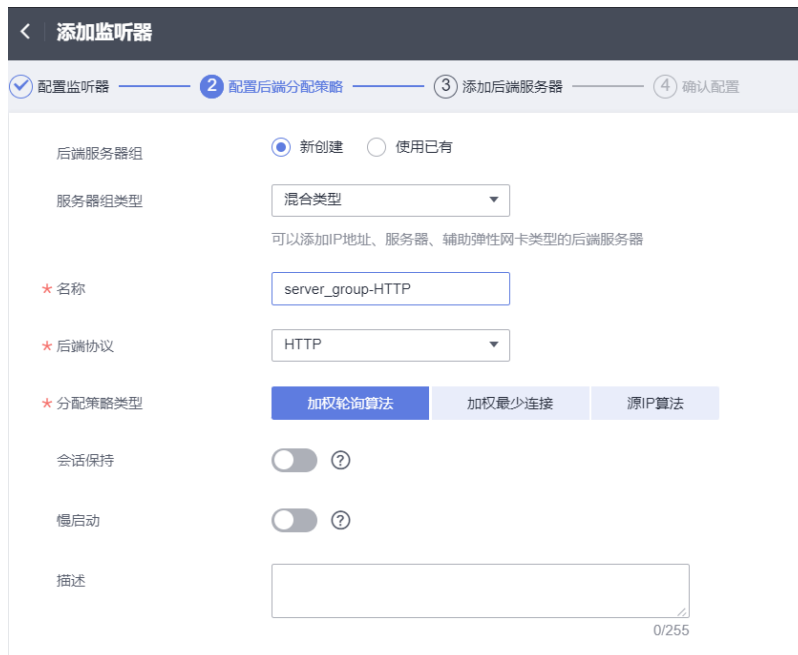 添加监听器
配置监听器 2 配置后端分配策略 3 添加后端服务器 4 确认配置
后端服务器组 新创建 使用已有
服务器组类型 混合类型
可以添加IP地址、服务器、辅助弹性网卡类型的后端服务器
* 名称 server_group-HTTP
* 后端协议 HTTP
* 分配策略类型 加权轮询算法 加权最少连接 源IP算法
会话保持 ?
慢启动 ?
描述
0/255